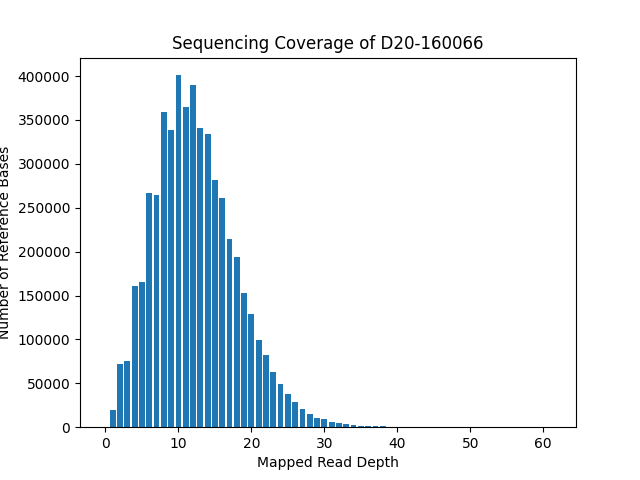 Sequencing Coverage of D20-160066
400000
350000
300000
250000
200000
150000
100000
50000
0
Number of Reference Bases
0 10 20 30 40 50 60
Mapped Read Depth